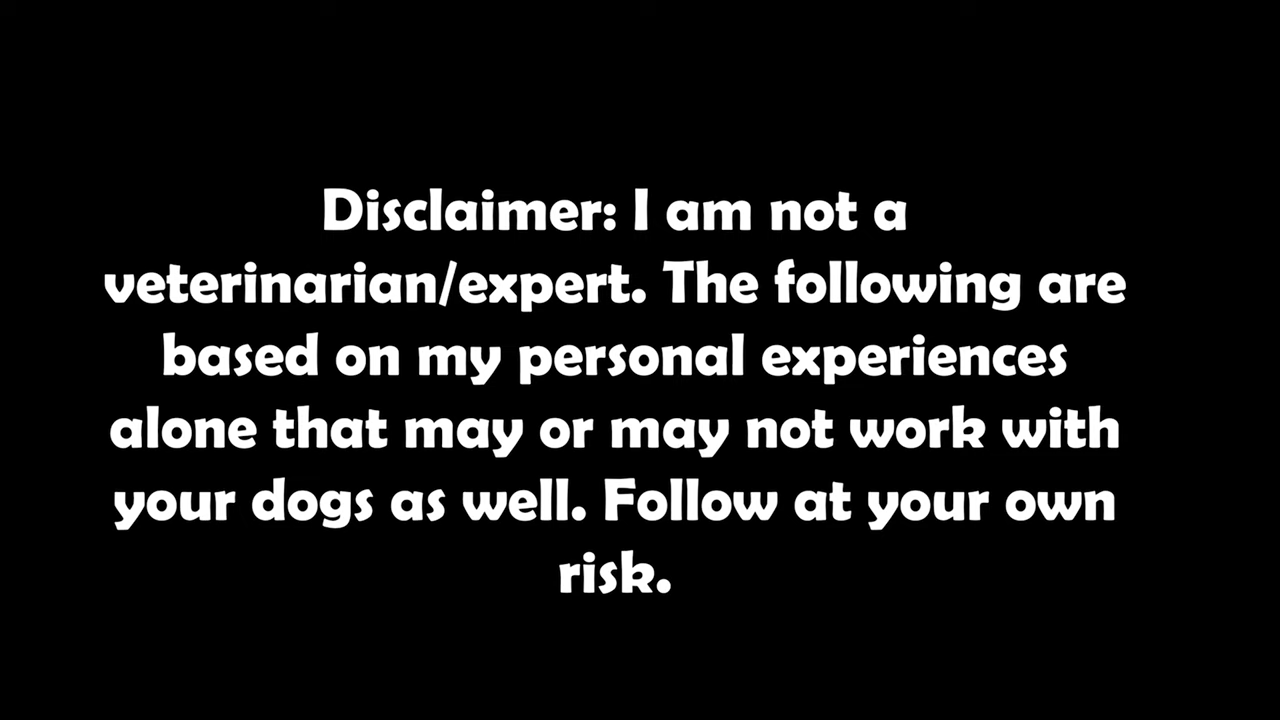 Disclaimer: I am not a
veterinarian/expert. The following are
based on my personal experiences
alone that may or may not work with
your dogs as well. Follow at your own
risk.